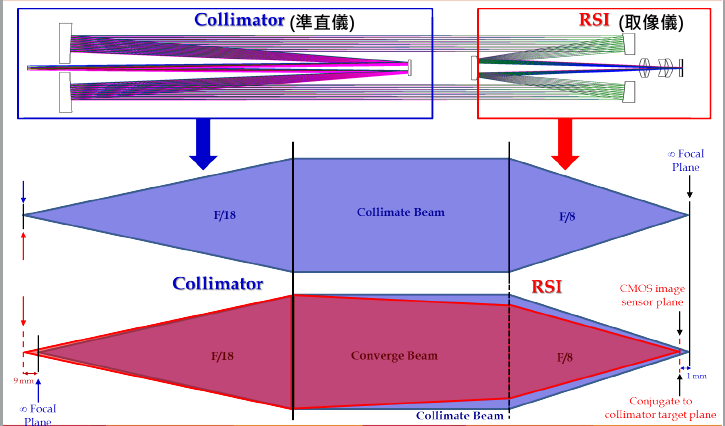 Collimator (準直儀)
RSI (取像儀)
∞ Focal
Plane
F/18
Collimate Beam
F/8
Collimator
RSI
CMOS image
sensor plane
F/18
Converge Beam
F/8
9 mm
1 mm
∞ Focal
Plane
Collimate Beam
Conjugate to
collimator target plane